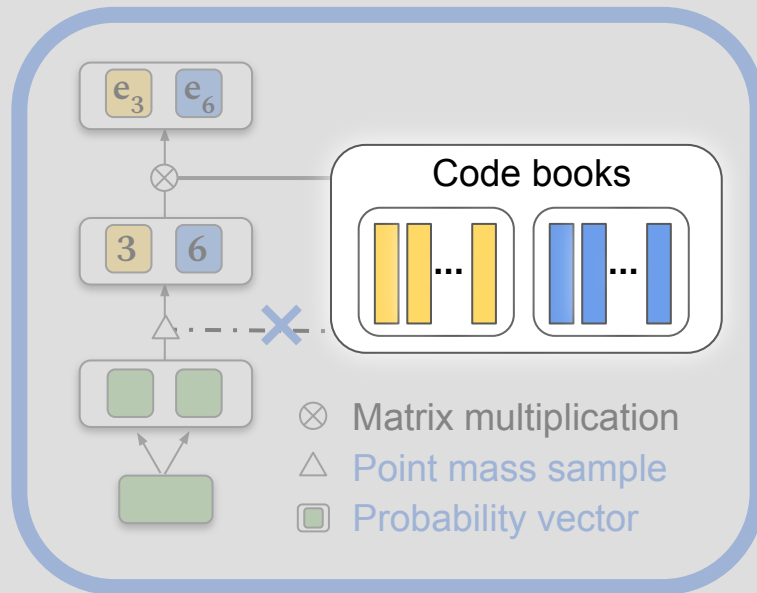 e3 e6
Code books
3 6
... ...
Matrix multiplication
Point mass sample
Probability vector